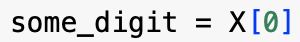 some_digit = X[0]